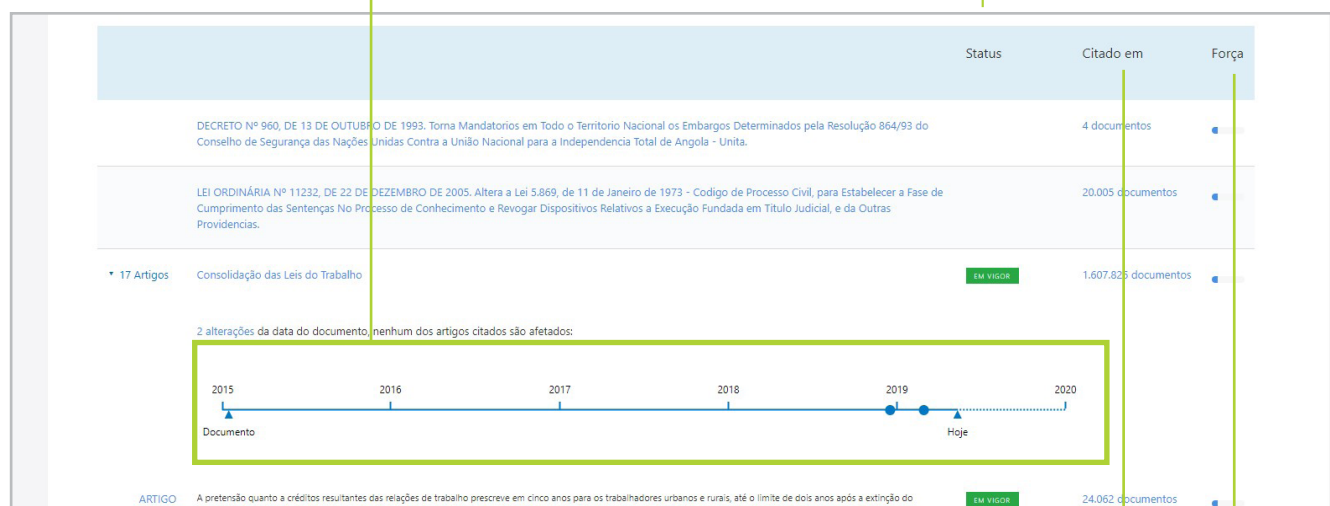 Status Citado em Força
DECRETO Nº 960, DE 13 DE OUTUBRO DE 1993. Torna Mandatorios em Todo o Territorio Nacional os Embargos Determinados pela Resolução 864/93 do
Conselho de Segurança das Nações Unidas Contra a União Nacional para a Independencia Total de Angola - Unita.
4 documentos
LEI ORDINÁRIA Nº 11232, DE 22 DE DEZEMBRO DE 2005. Altera a Lei 5.869, de 11 de Janeiro de 1973 - Codigo de Processo Civil, para Estabelecer a Fase de
Cumprimento das Sentenças No Processo de Conhecimento e Revogar Dispositivos Relativos a Execução Fundada em Titulo Judicial, e da Outras
Providencias.
20.005 documentos
17 Artigos Consolidação das Leis do Trabalho EM VIGOR 1.607.825 documentos
2 alterações da data do documento, nenhum dos artigos citados são afetados:
2015 2016 2017 2018 2019 2020
Documento Hoje
ARTIGO A pretensão quanto a créditos resultantes das relações de trabalho prescreve em cinco anos para os trabalhadores urbanos e rurais, até o limite de dois anos após a extinção do EM VIGOR 24.062 documentos